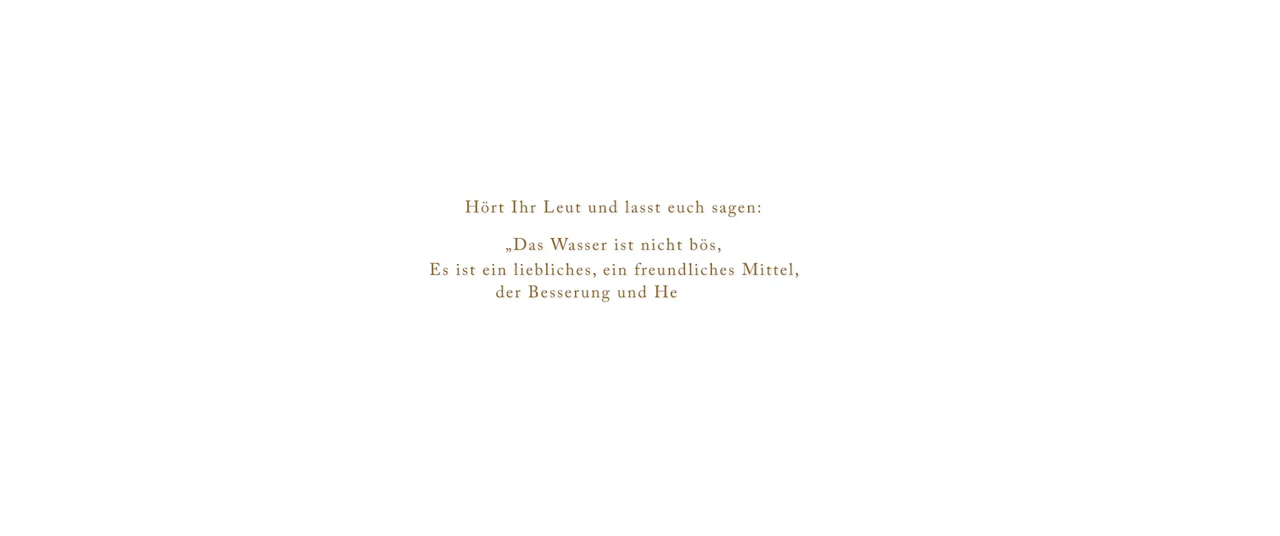 Hört Ihr Leut und lasst euch sagen:
„Das Wasser ist nicht bös,
Es ist ein liebliches, ein freundliches Mittel,
der Besserung und He